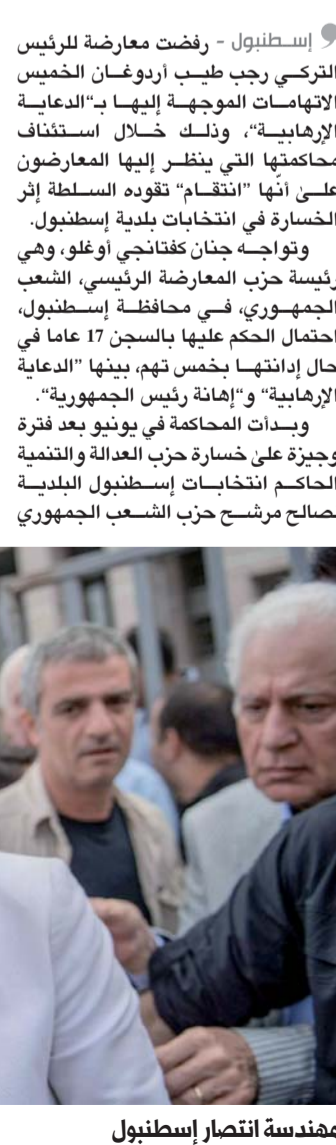 إسطنبول - رفضت معارضة للرئيس
التركي رجب طيب أردوغان الخميس
الاتهامات الموجهة إليها بـ“الدعاية
الإرهابية“، وذلك خلال استئناف
محاكمتها التي ينظر إليها المعارضون
على أنّها ”انتقام“ تقوده السلطة إثر
الخسارة في انتخابات بلدية إسطنبول.
وتواجه جنان كفتانجي أوغلو، وهي
رئيسة حزب المعارضة الرئيسي، الشعب
الجمهوري، في محافظة إسطنبول،
احتمال الحكم عليها بالسجن 17 عاما في
حال إدانتها بخمس تهم، بينها ”الدعاية
الإرهابية“ و“إهانة رئيس الجمهورية“.
وبدأت المحاكمة في يونيو بعد فترة
وجيزة على خسارة حزب العدالة والتنمية
الحاكم انتخابات إسطنبول البلدية
لصالح مرشح حزب الشعب الجمهوري
مهندسة انتصار إسطنبول